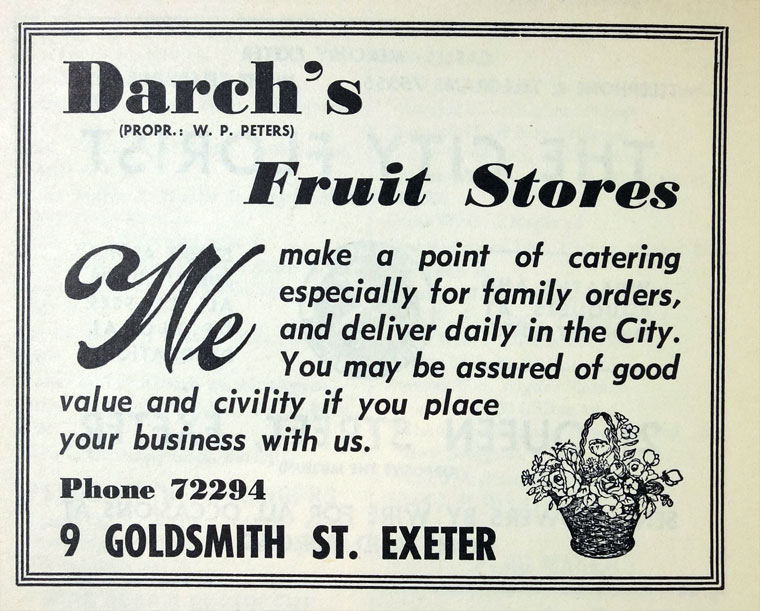 Darch's
(PROPR.: W. P. PETERS)
Fruit Stores
We make a point of catering
especially for family orders,
and deliver daily in the City.
You may be assured of good
value and civility if you place
your business with us.
Phone 72294
9 GOLDSMITH ST. EXETER